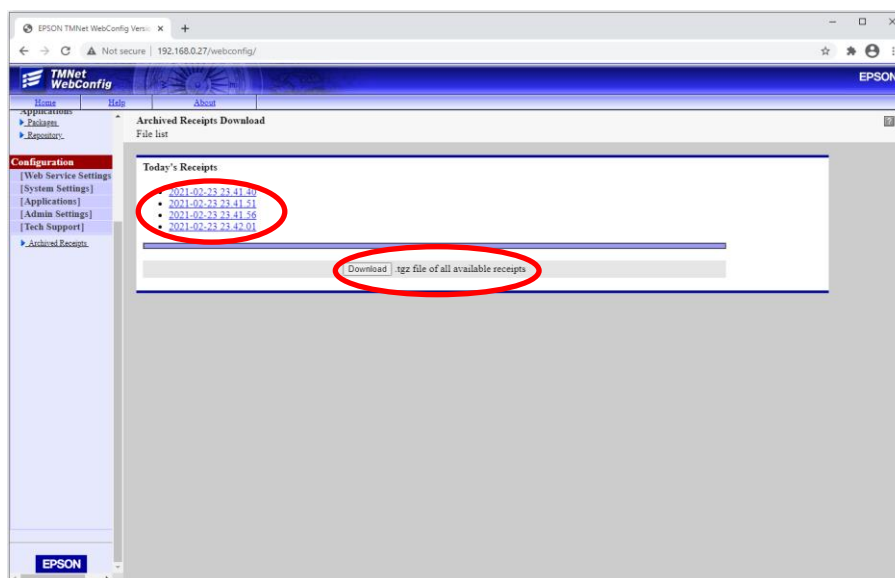 EPSON TMNet WebConfig Versic
Not secure | 192.168.0.27/webconfig/
TMNet
WebConfig
EPSON
Home Help About
Applications
Packages
Repository
Configuration
[Web Service Settings
[System Settings]
[Applications]
[Admin Settings]
[Tech Support]
Archived Receipts
Archived Receipts Download
File list
?
Today's Receipts
2021-02-23 23.41.40
2021-02-23 23.41.51
2021-02-23 23.41.56
2021-02-23 23.42.01
Download .tgz file of all available receipts
EPSON